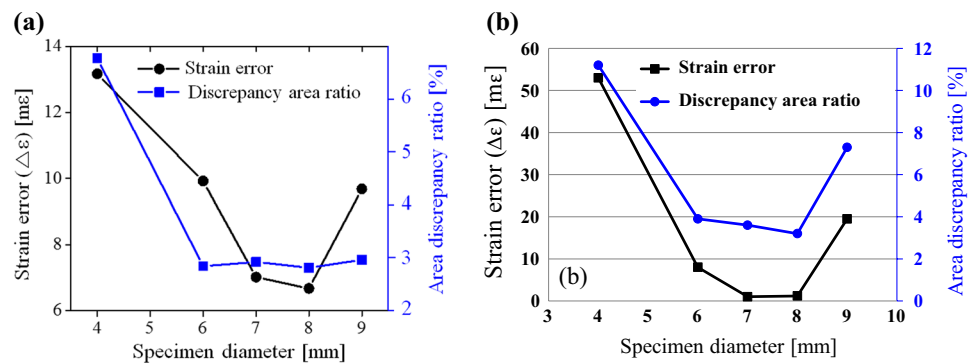 (a)
14
12
10
8
6
Strain error (△ε) [mε]
Strain error
Discrepancy area ratio
6
5
4
3
2
Area discrepancy ratio [%]
4 5 6 7 8 9
Specimen diameter [mm]
(b)
60
50
40
30
20
10
0
Strain error (Δε) [mε]
Strain error
Discrepancy area ratio
(b)
12
10
8
6
4
2
0
Area discrepancy ratio [%]
3 4 5 6 7 8 9 10
Specimen diameter [mm]